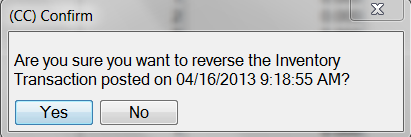 (CC) Confirm
Are you sure you want to reverse the Inventory
Transaction posted on 04/16/2013 9:18:55 AM?
Yes No